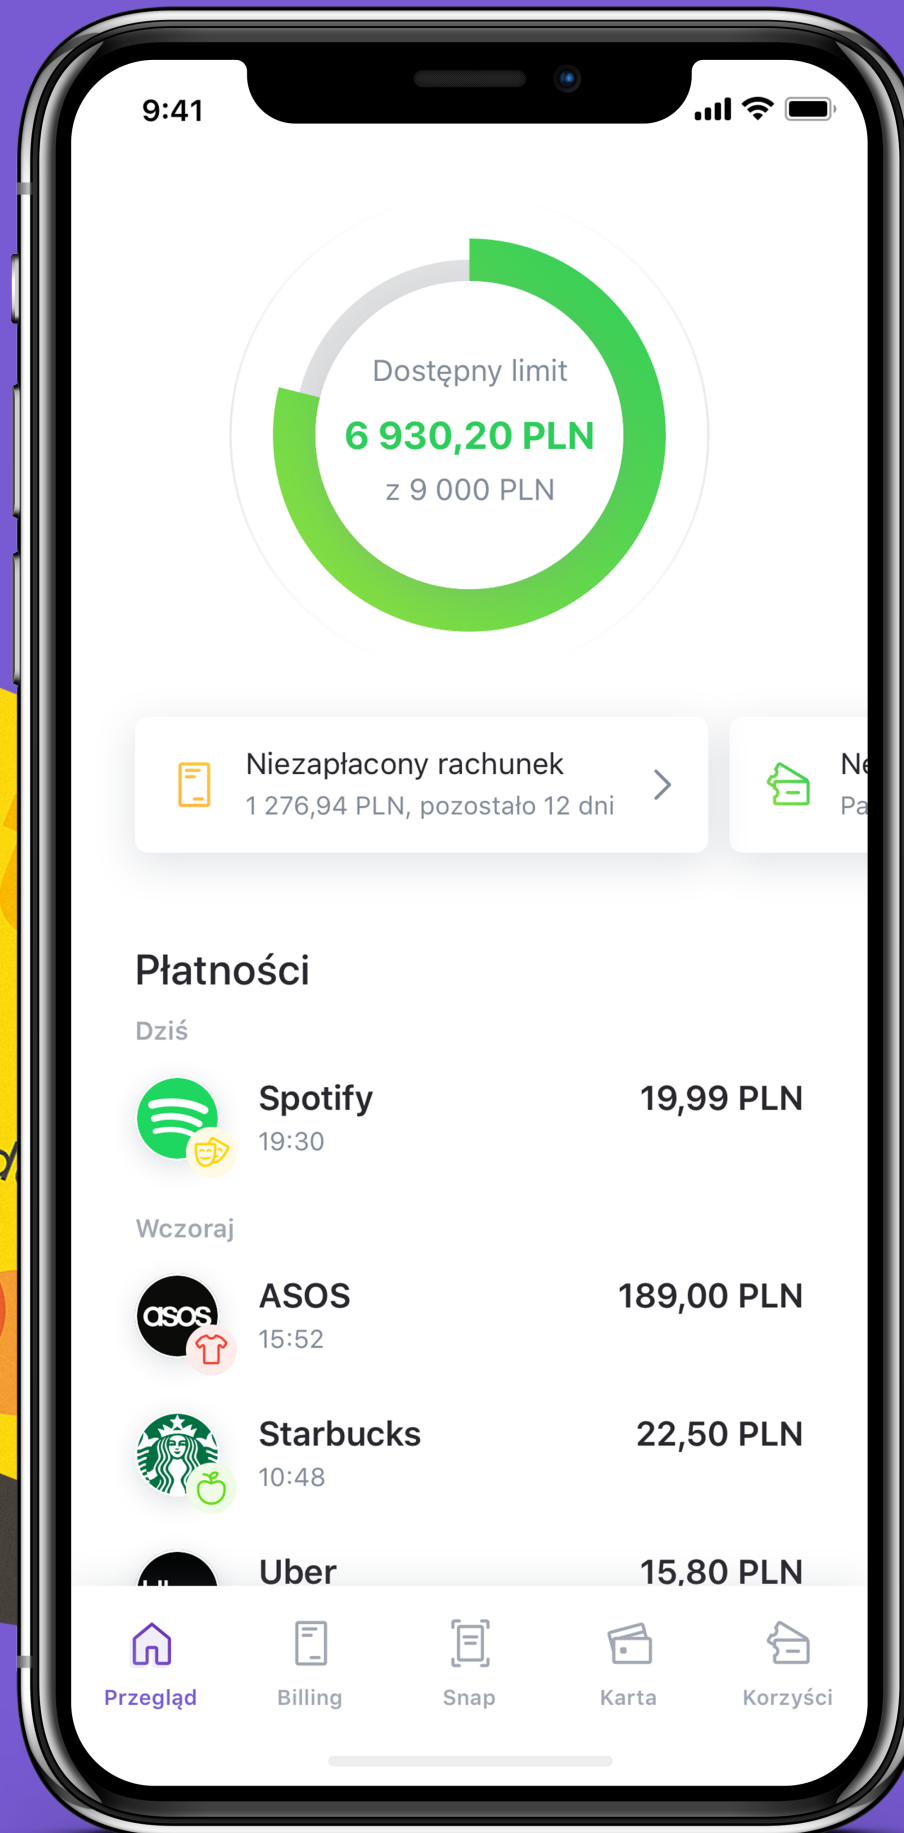 9:41
Dostępny limit
6 930,20 PLN
z 9 000 PLN
Niezapłacony rachunek
1 276,94 PLN, pozostało 12 dni
Płatności
Dziś
Spotify
19,99 PLN
19:30
Wczoraj
asos
ASOS
189,00 PLN
15:52
Starbucks
22,50 PLN
10:48
Uber
15,80 PLN
Przegląd
Billing
Snap
Karta
Korzyści